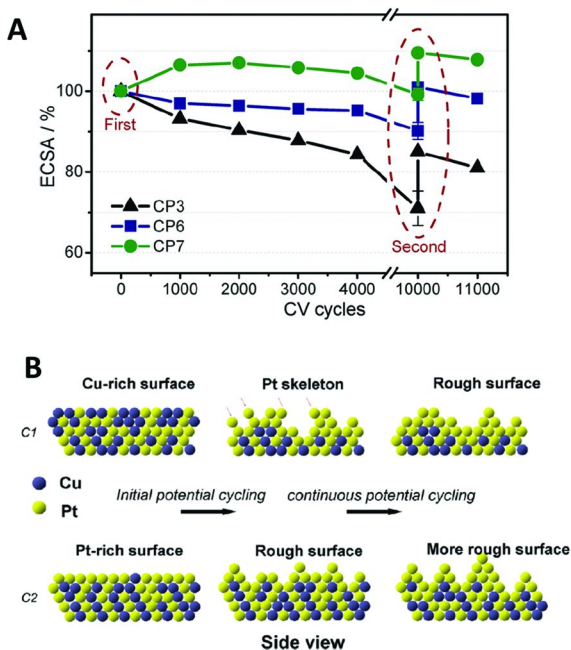 A
ECSA / %
100
80
60
First
Second
CP3
CP6
CP7
0 1000 2000 3000 4000 10000 11000
CV cycles
B
Cu-rich surface Pt skeleton Rough surface
C1
Cu
Pt
Initial potential cycling continuous potential cycling
Pt-rich surface Rough surface More rough surface
C2
Side view